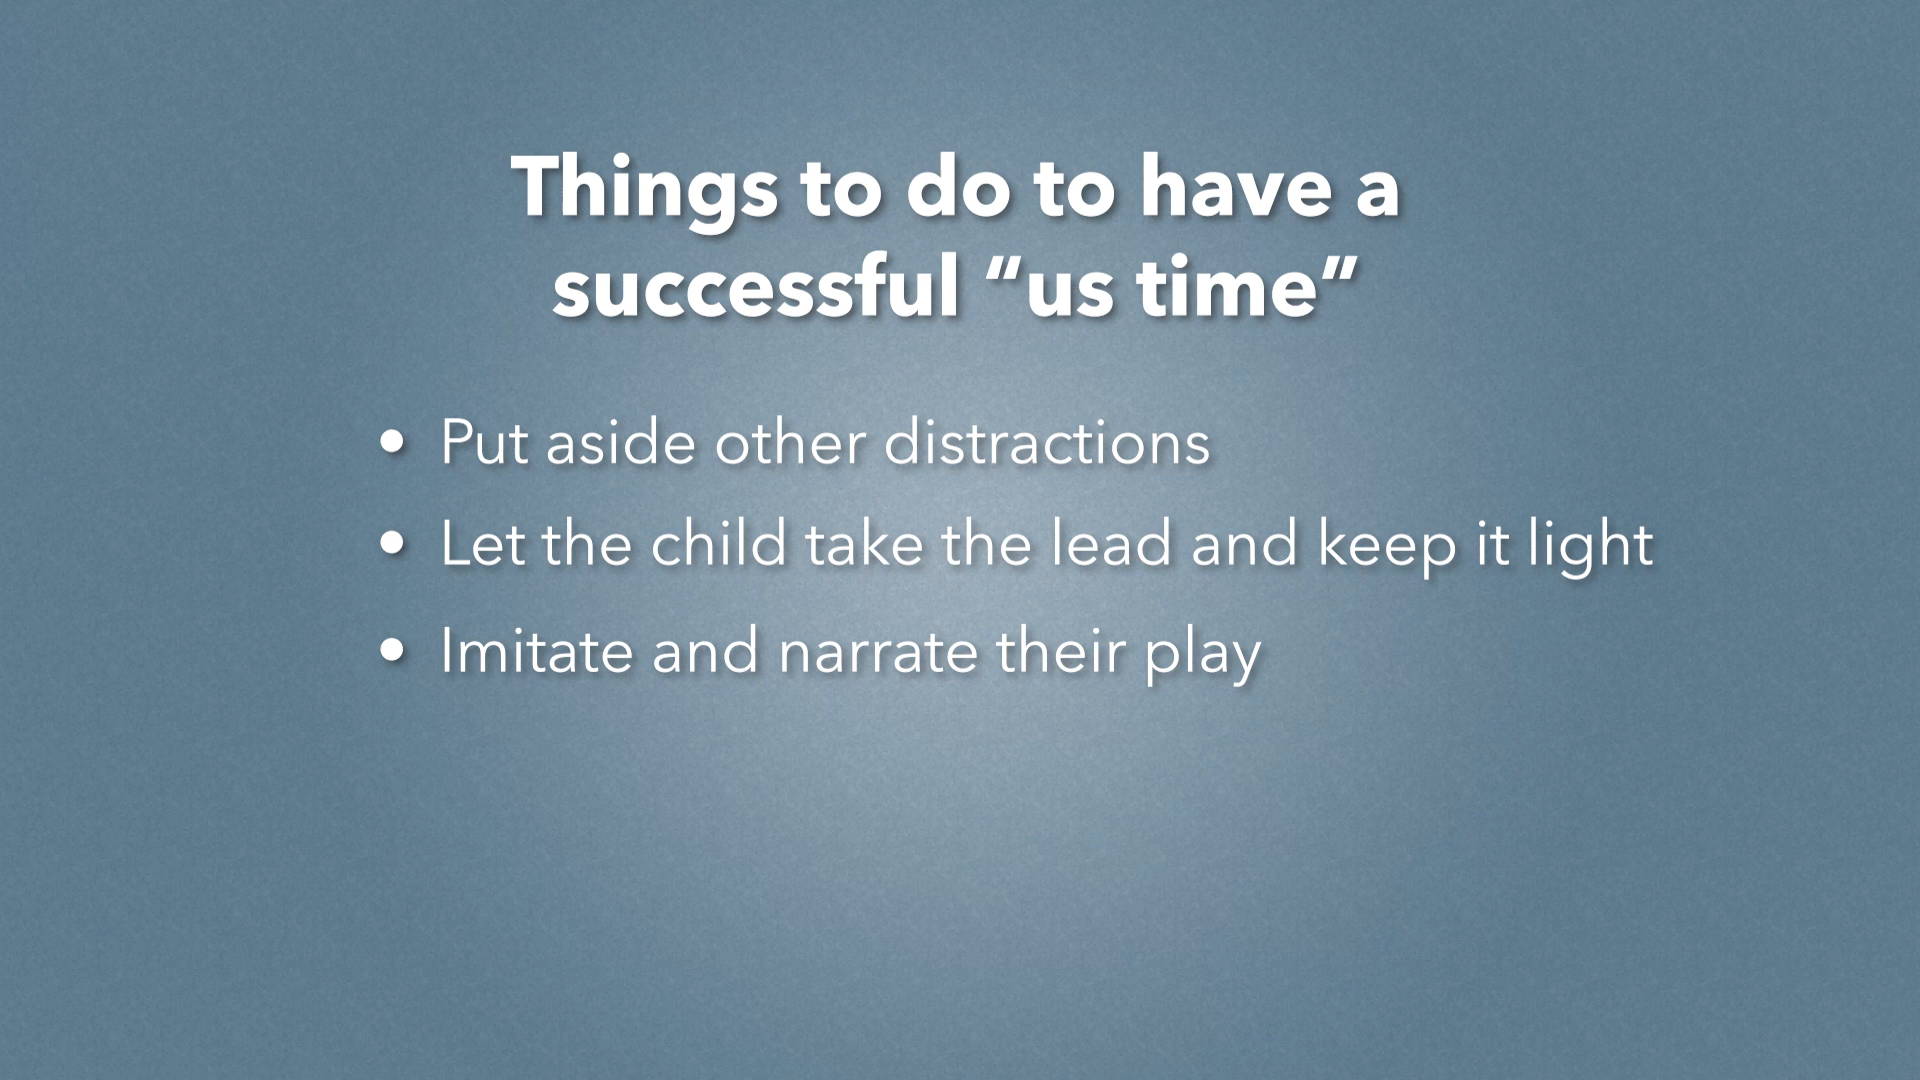 Things to do to have a
successful “us time”
• Put aside other distractions
• Let the child take the lead and keep it light
• Imitate and narrate their play